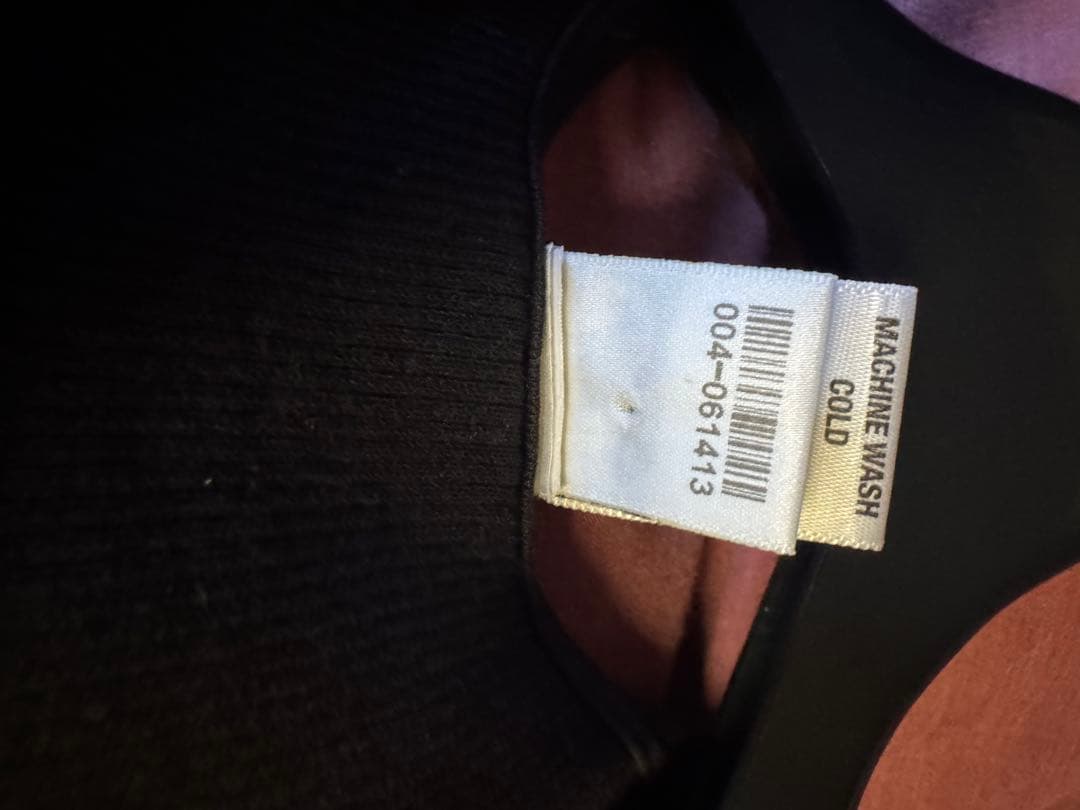 MACHINE WASH
COLD
004-061413